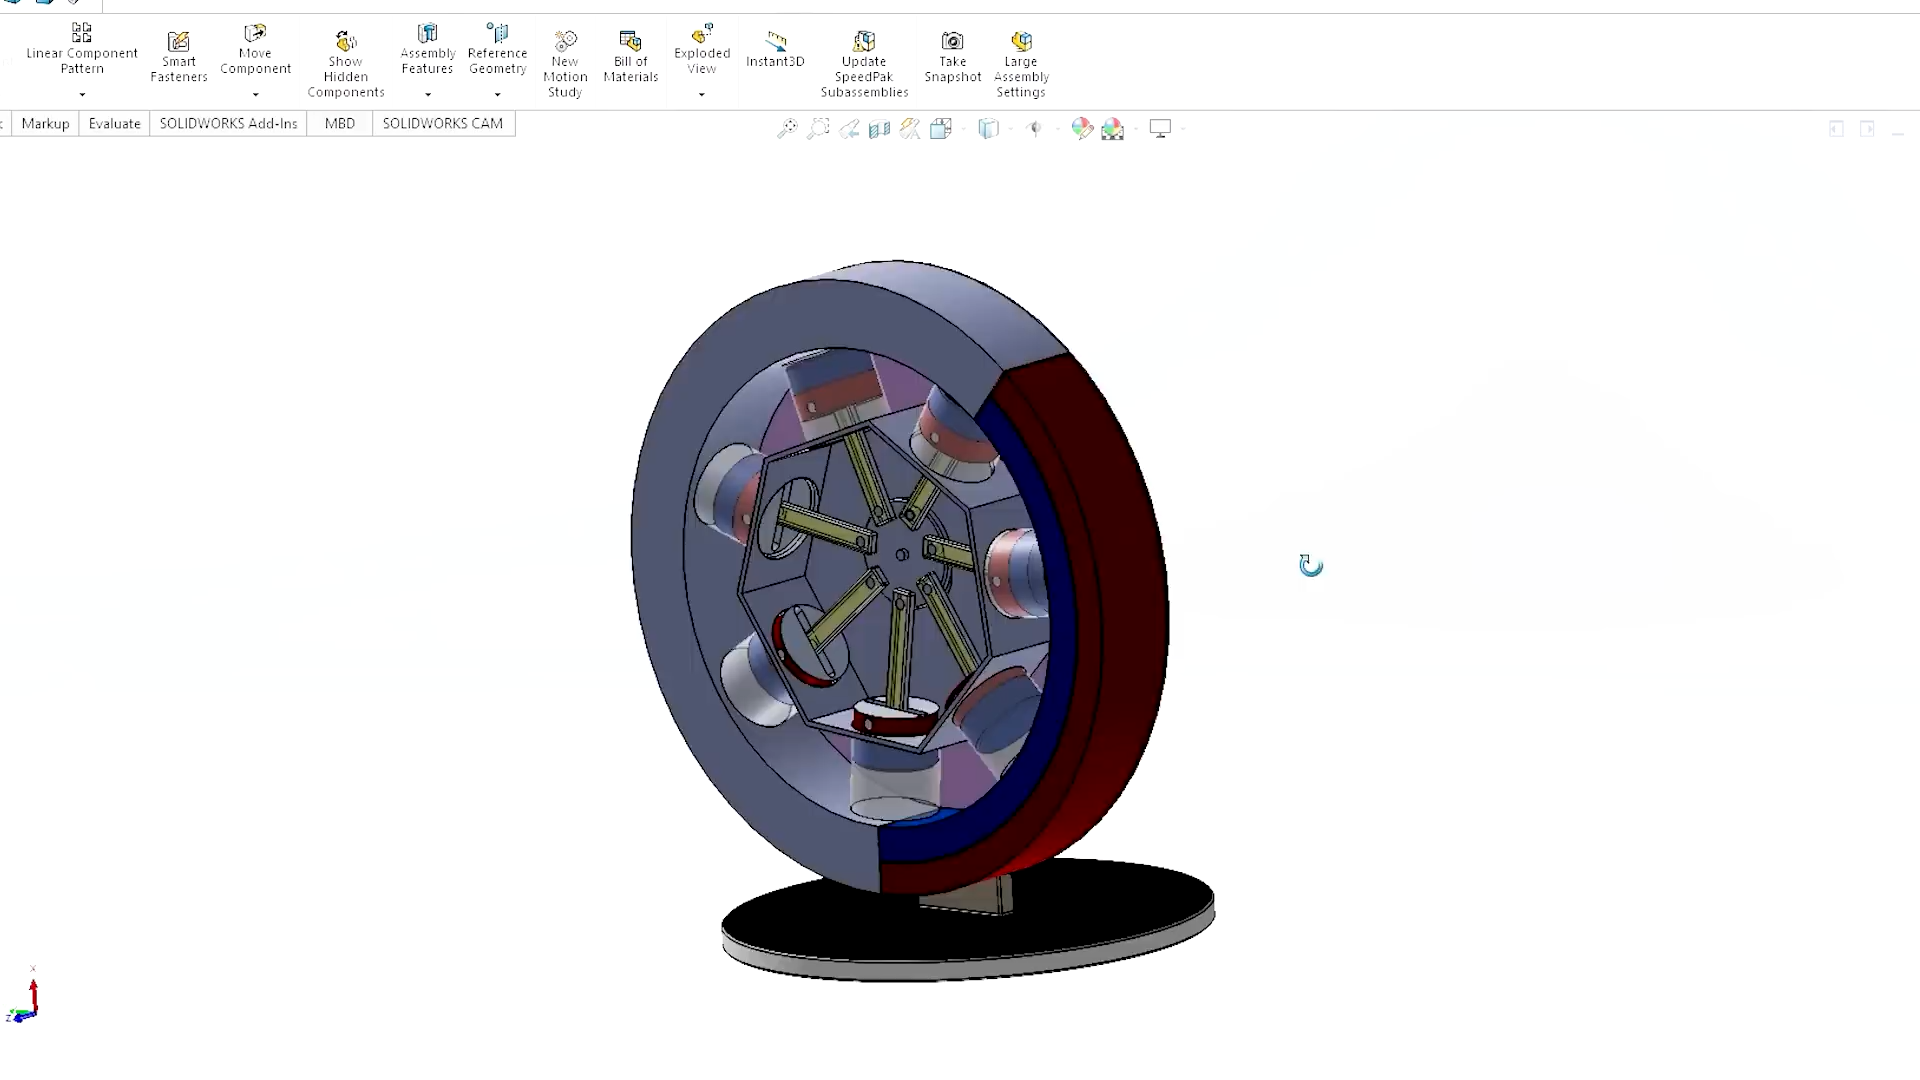 Linear Component
Pattern
Smart
Fasteners
Move
Component
Show
Hidden
Components
Assembly
Features
Reference
Geometry
New
Motion
Study
Bill of
Materials
Exploded
View
Instant3D
Update
SpeedPak
Subassemblies
Take
Snapshot
Large
Assembly
Settings
Markup
Evaluate
SOLIDWORKS Add-Ins
MBD
SOLIDWORKS CAM
X
Z